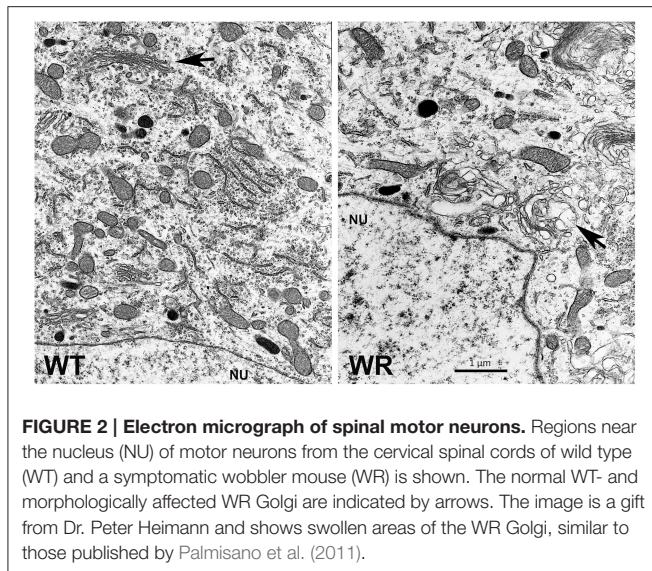 NU
WT
NU
WR
1 µm
FIGURE 2 | Electron micrograph of spinal motor neurons. Regions near
the nucleus (NU) of motor neurons from the cervical spinal cords of wild type
(WT) and a symptomatic wobbler mouse (WR) is shown. The normal WT- and
morphologically affected WR Golgi are indicated by arrows. The image is a gift
from Dr. Peter Heimann and shows swollen areas of the WR Golgi, similar to
those published by Palmisano et al. (2011).